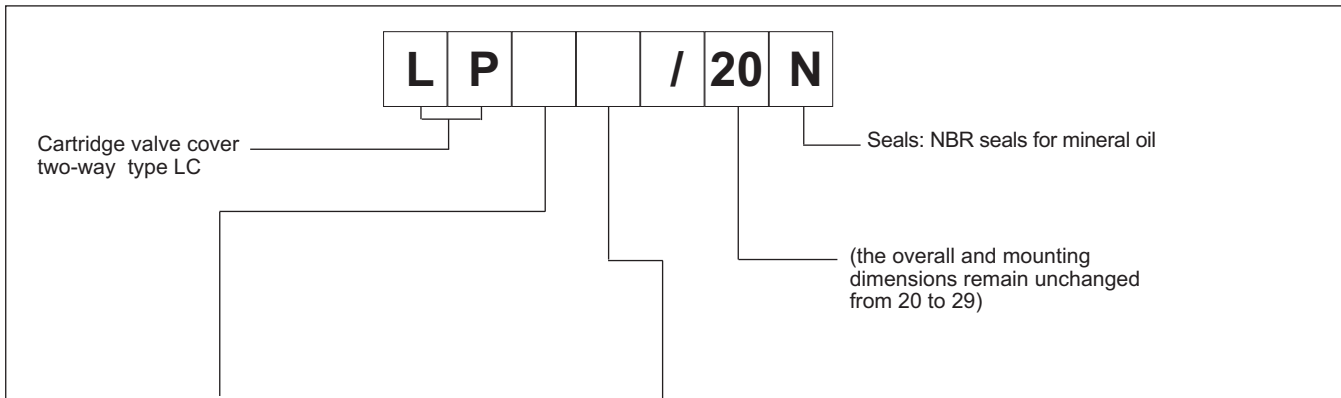 L P / 20 N
Cartridge valve cover
two-way type LC
Seals: NBR seals for mineral oil
(the overall and mounting
dimensions remain unchanged
from 20 to 29)